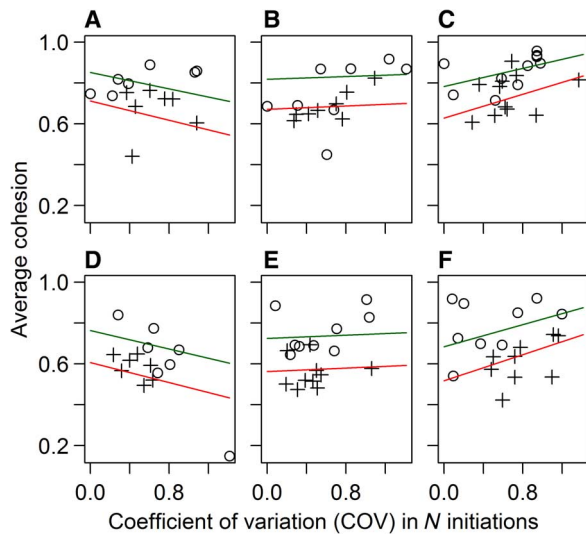 A B C
1.0
0.6
0.2
Average cohesion
D E F
1.0
0.6
0.2
0.0 0.8 0.0 0.8 0.0 0.8
Coefficient of variation (COV) in N initiations